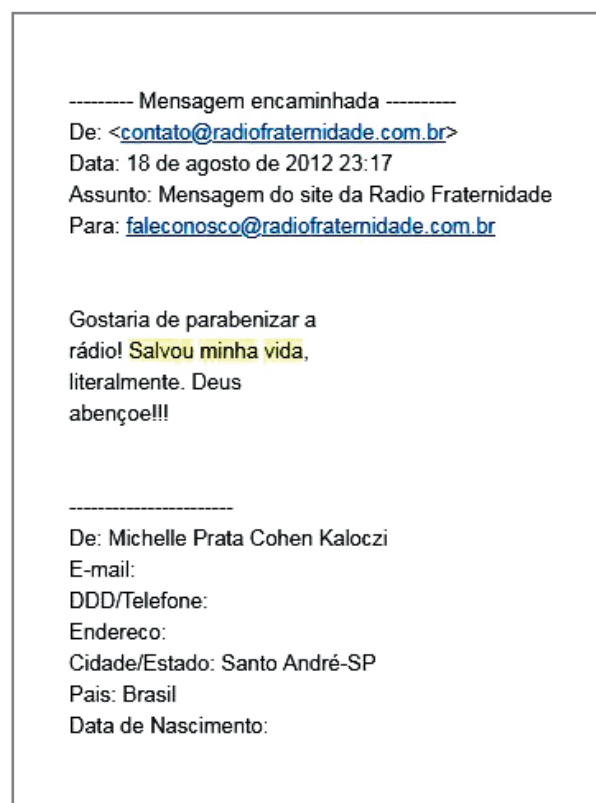 --------- Mensagem encaminhada ----------
De: <contato@radiofraternidade.com.br>
Data: 18 de agosto de 2012 23:17
Assunto: Mensagem do site da Radio Fraternidade
Para: faleconosco@radiofraternidade.com.br
Gostaria de parabenizar a
rádio! Salvou minha vida,
literalmente. Deus
abençoe!!!
-----------------------
De: Michelle Prata Cohen Kaloczi
E-mail:
DDD/Telefone:
Endereco:
Cidade/Estado: Santo André-SP
Pais: Brasil
Data de Nascimento: